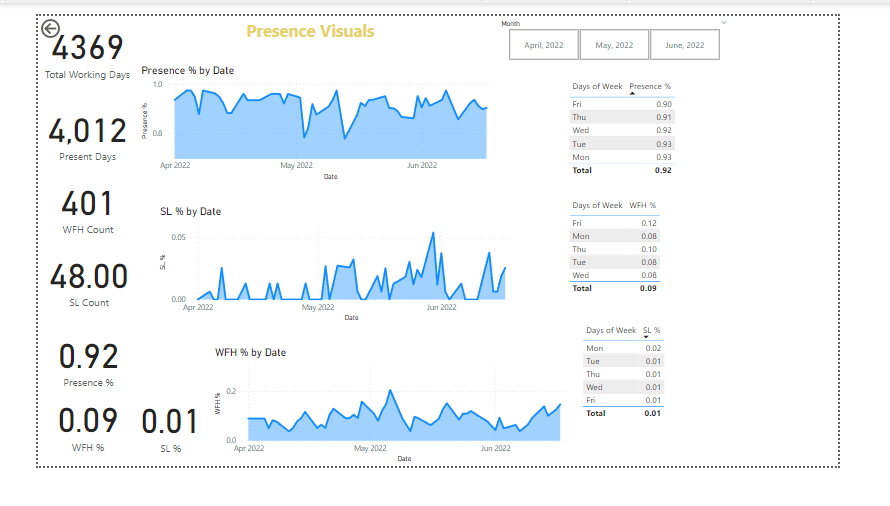 Presence Visuals
Month
April, 2022
May, 2022
June, 2022
4369
Total Working Days
4,012
Present Days
401
WFH Count
48.00
SL Count
0.92
Presence %
0.09
WFH %
0.01
SL %
Presence % by Date
Presence %
1.0
0.8
Apr 2022 May 2022 Jun 2022
Date
SL % by Date
SL %
0.05
0.00
Apr 2022 May 2022 Jun 2022
Date
WFH % by Date
WFH %
0.2
0.0
Apr 2022 May 2022 Jun 2022
Date
Days of Week Presence %
Fri 0.90
Thu 0.91
Wed 0.92
Tue 0.93
Mon 0.93
Total 0.92
Days of Week WFH %
Fri 0.12
Mon 0.08
Thu 0.10
Tue 0.08
Wed 0.08
Total 0.09
Days of Week SL %
Mon 0.02
Tue 0.01
Thu 0.01
Wed 0.01
Fri 0.01
Total 0.01